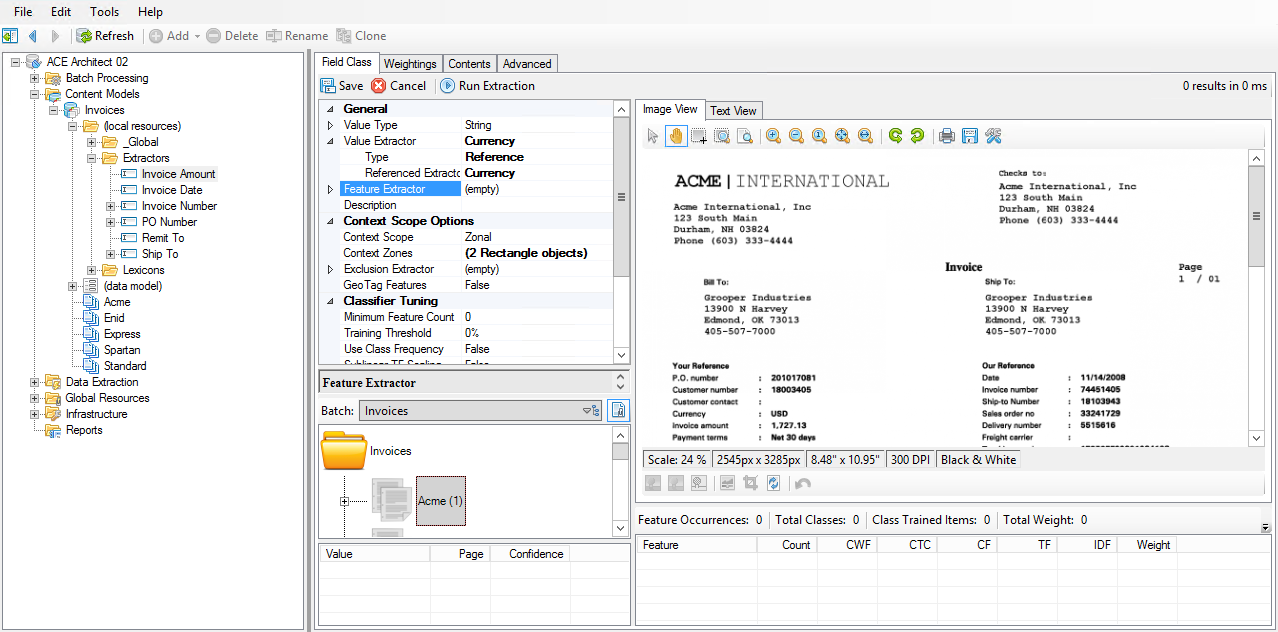 File Edit Tools Help
Refresh Add Delete Rename Clone
ACE Architect 02
Batch Processing
Content Models
Invoices
(local resources)
_Global
Extractors
Invoice Amount
Invoice Date
Invoice Number
PO Number
Remit To
Ship To
Lexicons
(data model)
Acme
Enid
Express
Spartan
Standard
Data Extraction
Global Resources
Infrastructure
Reports
Field Class Weightings Contents Advanced
Save Cancel Run Extraction 0 results in 0 ms
General
Value Type String
Value Extractor Currency
Type Reference
Referenced Extractc Currency
Feature Extractor (empty)
Description
Context Scope Options
Context Scope Zonal
Context Zones (2 Rectangle objects)
Exclusion Extractor (empty)
GeoTag Features False
Classifier Tuning
Minimum Feature Count 0
Training Threshold 0%
Use Class Frequency False
Feature Extractor
Batch: Invoices
Invoices
Acme (1)
Value Page Confidence
Image View Text View
ACME | INTERNATIONAL
Acme International, Inc
123 South Main
Durham, NH 03824
Phone (603) 333-4444
Checks to:
Acme International, Inc
123 South Main
Durham, NH 03824
Phone (603) 333-4444
Invoice
Page
1 / 01
Bill To:
Grooper Industries
13900 N Harvey
Edmond, OK 73013
405-507-7000
Ship To:
Grooper Industries
13900 N Harvey
Edmond, OK 73013
405-507-7000
Your Reference
P.O. number : 201017081
Customer number : 18003405
Customer contact :
Currency : USD
Invoice amount : 1,727.13
Payment terms : Net 30 days
Our Reference
Date : 11/14/2008
Invoice number : 74451405
Ship-to Number : 18103943
Sales order no : 33241729
Delivery number : 5515616
Freight carrier :
Scale: 24 % 2545px x 3285px 8.48" x 10.95" 300 DPI Black & White
Feature Occurrences: 0 Total Classes: 0 Class Trained Items: 0 Total Weight: 0
Feature Count CWF CTC CF TF IDF Weight